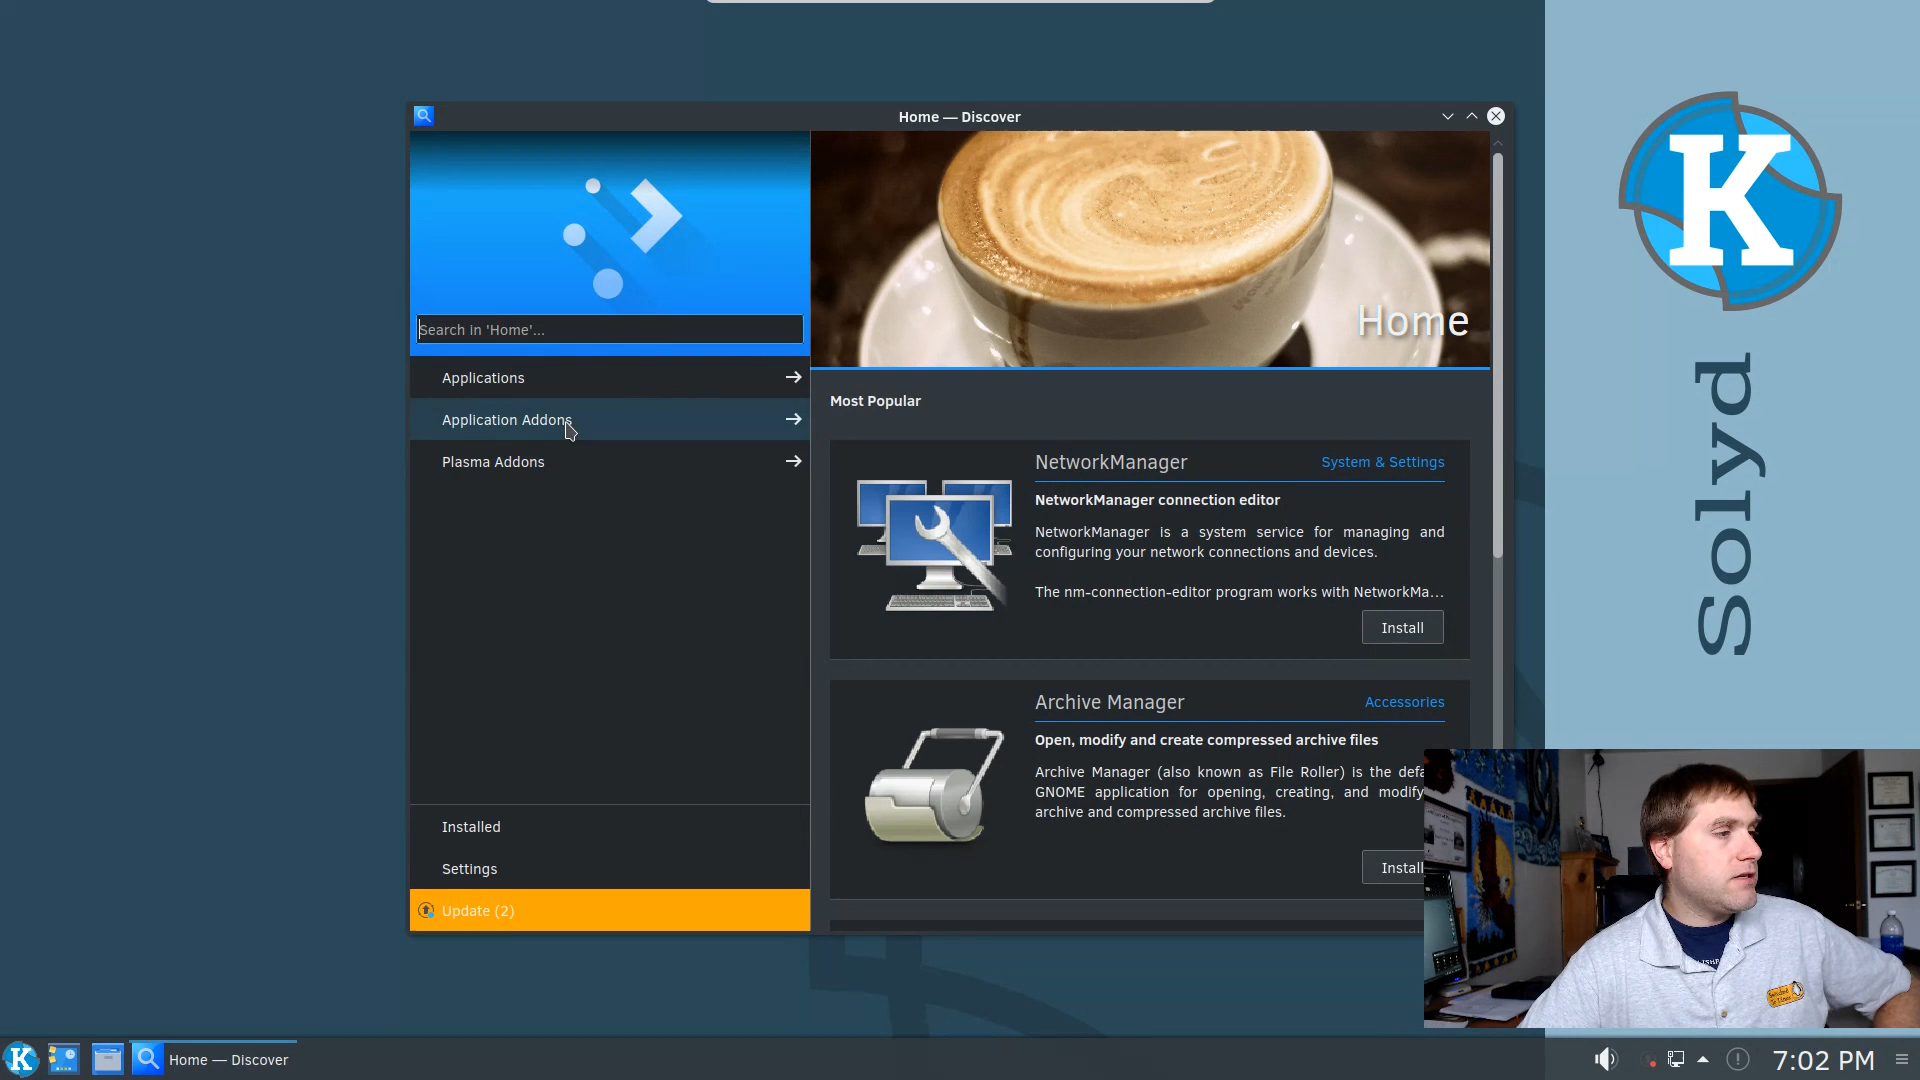 Home — Discover
Search in 'Home'...
Applications
Application Addons
Plasma Addons
Installed
Settings
Update (2)
Home
Most Popular
NetworkManager
System & Settings
NetworkManager connection editor
NetworkManager is a system service for managing and
configuring your network connections and devices.
The nm-connection-editor program works with NetworkMa...
Install
Archive Manager
Accessories
Open, modify and create compressed archive files
Archive Manager (also known as File Roller) is the defa
GNOME application for opening, creating, and modify
archive and compressed archive files.
Install
K
Solyd
K
Home — Discover
7:02 PM